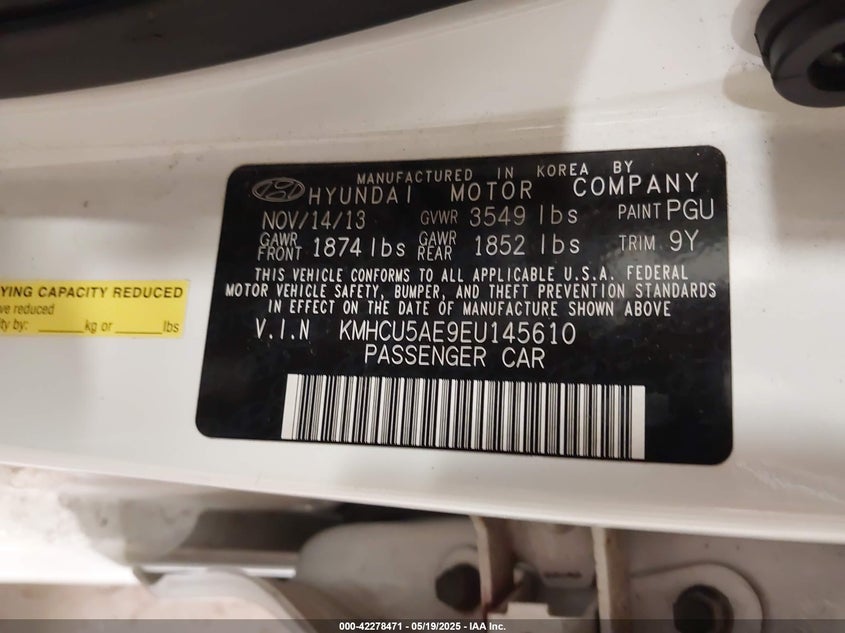 MANUFACTURED IN KOREA BY
HYUNDAI MOTOR COMPANY
NOV/14/13 GVWR 3549 lbs PAINT PGU
GAWR FRONT 1874 lbs GAWR REAR 1852 lbs TRIM 9Y
THIS VEHICLE CONFORMS TO ALL APPLICABLE U.S.A. FEDERAL
MOTOR VEHICLE SAFETY, BUMPER, AND THEFT PREVENTION STANDARDS
IN EFFECT ON THE DATE OF MANUFACTURE SHOWN ABOVE
V.I.N KMHCU5AE9EU145610
PASSENGER CAR
YING CAPACITY REDUCED
ve reduced
ity by: ____kg or ____lbs
000-42278471 - 05/19/2025 - IAA Inc.